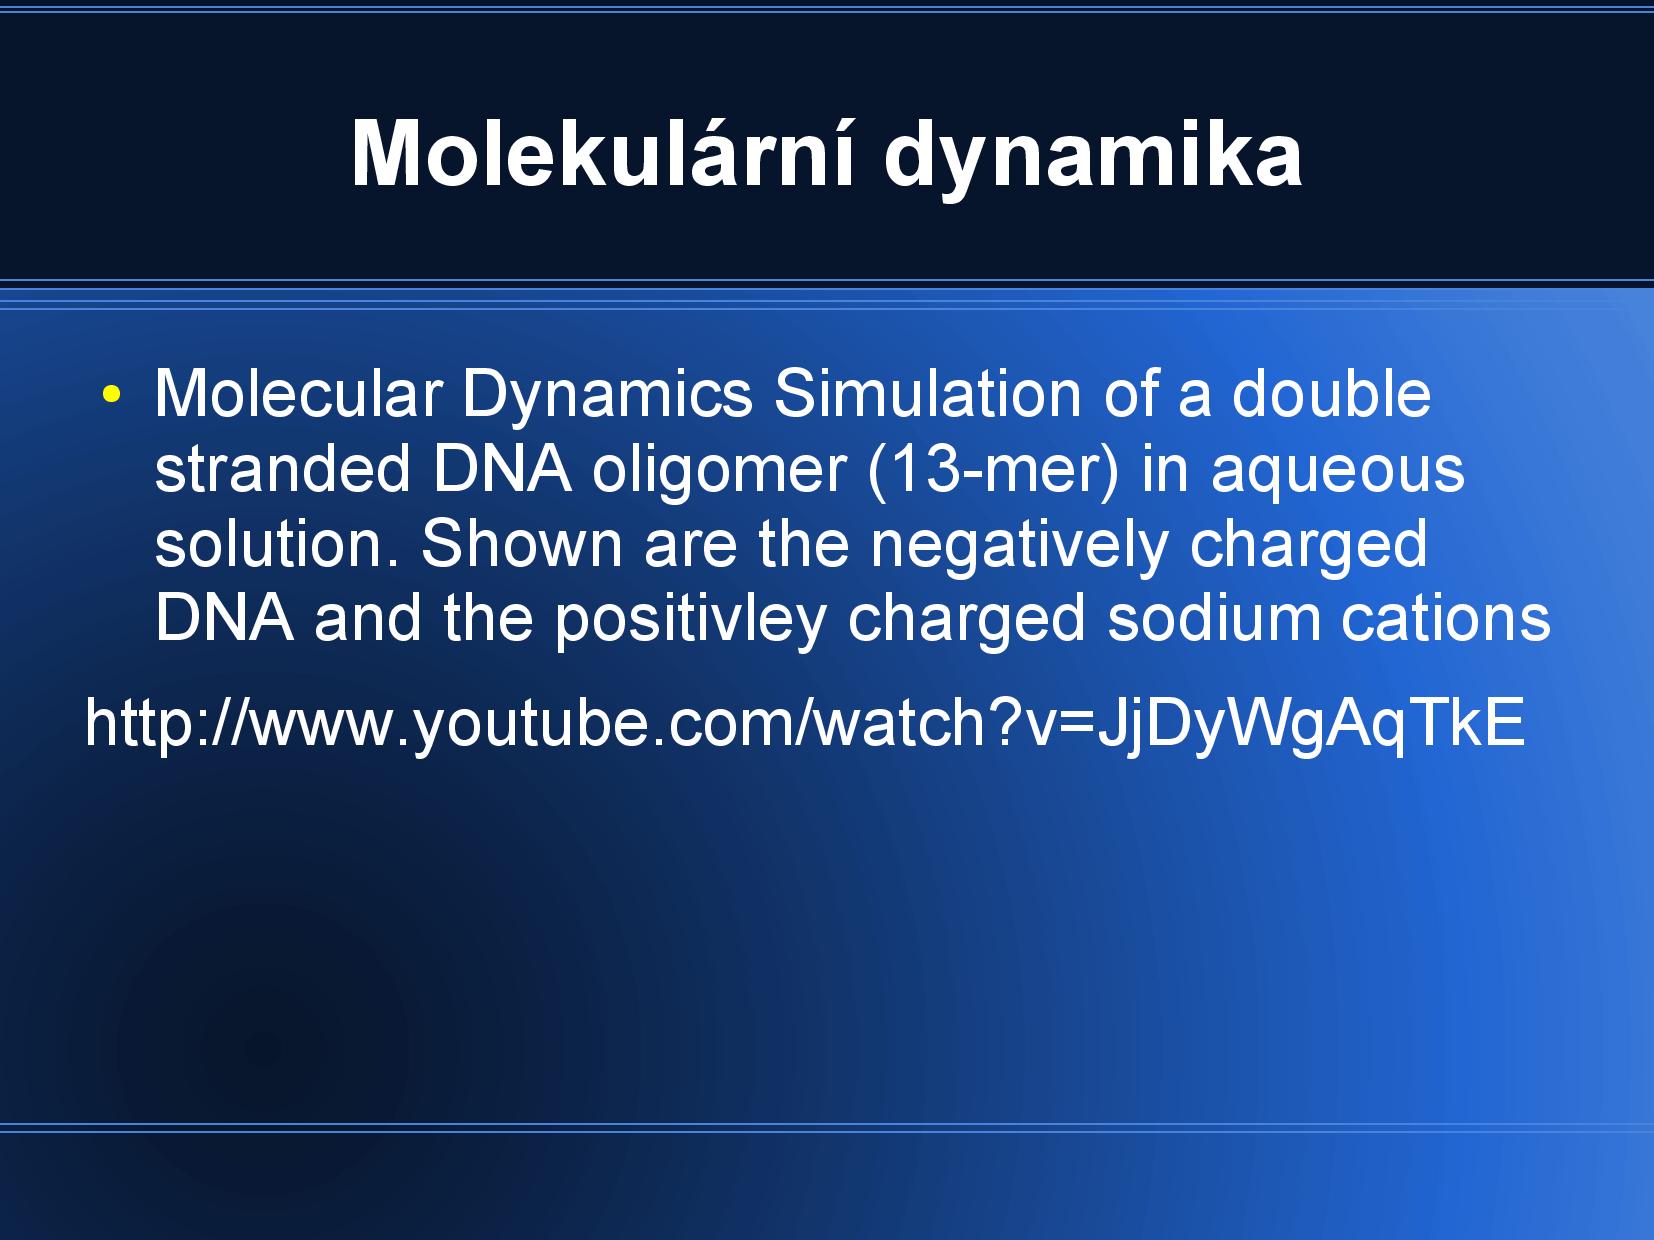 Molekulární dynamika
• Molecular Dynamics Simulation of a double
stranded DNA oligomer (13-mer) in aqueous
solution. Shown are the negatively charged
DNA and the positivley charged sodium cations
http://www.youtube.com/watch?v=JjDyWgAqTkE